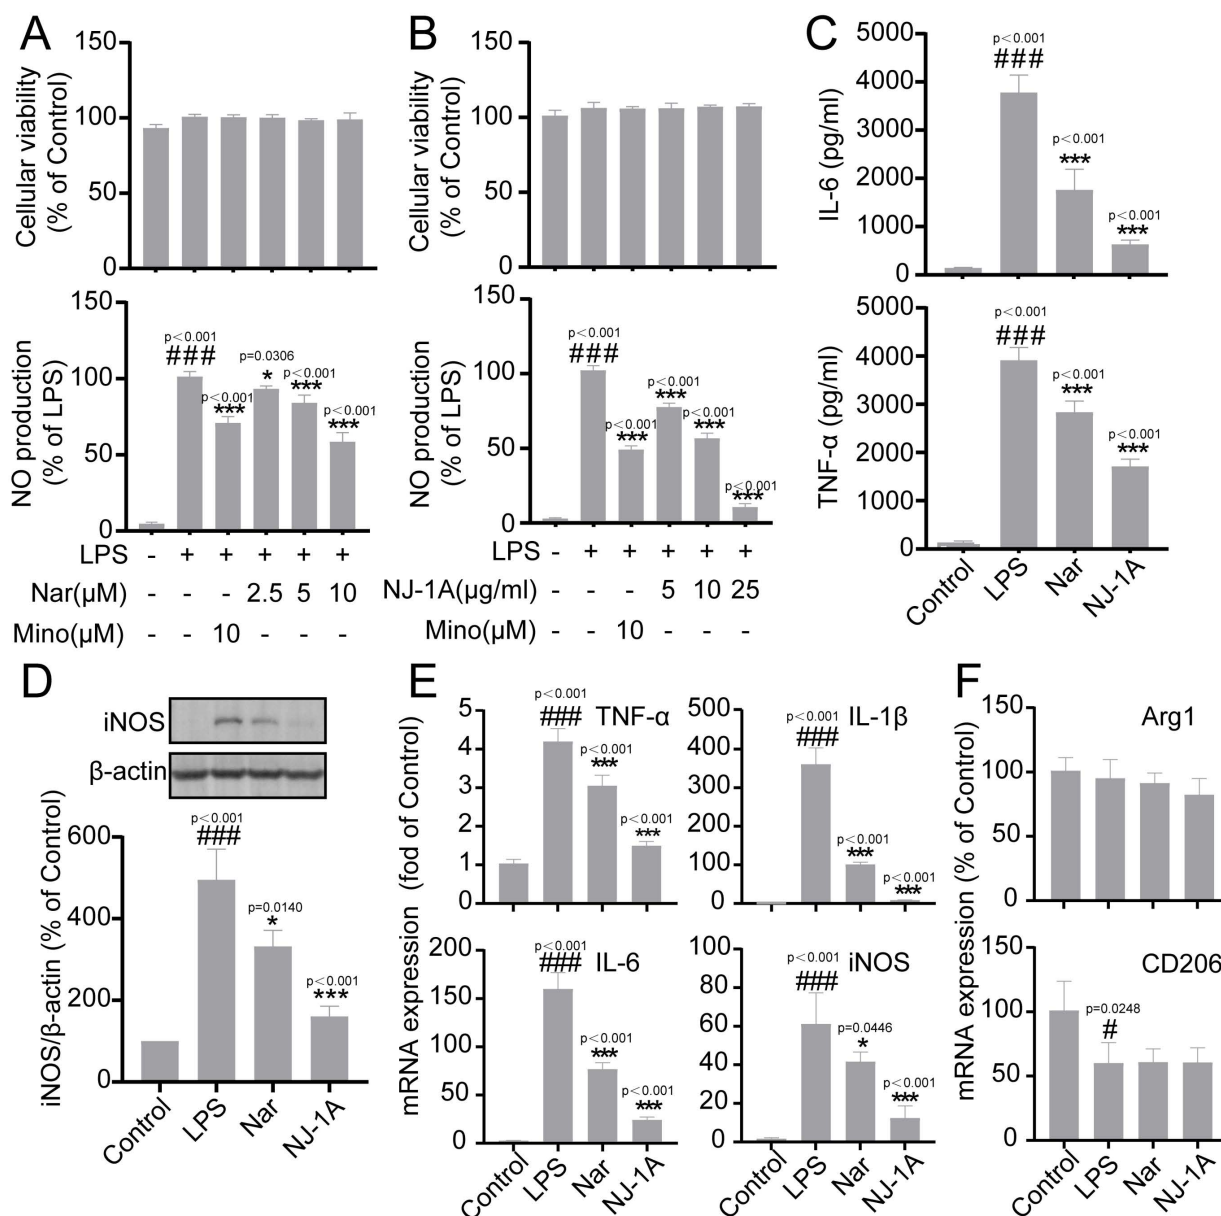 A
150
100
50
0
Cellular viability
(% of Control)
150
100
50
0
NO production
(% of LPS)
p<0.001
###
p<0.001
***
p=0.0306
*
p<0.001
***
p<0.001
***
LPS - + + + + +
Nar(µM) - - - 2.5 5 10
Mino(µM) - - 10 - - -
B
150
100
50
0
Cellular viability
(% of Control)
150
100
50
0
NO production
(% of LPS)
p<0.001
###
p<0.001
***
p<0.001
***
p<0.001
***
p<0.001
***
LPS - + + + + +
NJ-1A(µg/ml) - - - 5 10 25
Mino(µM) - - 10 - - -
C
5000
4000
3000
2000
1000
0
IL-6 (pg/ml)
p<0.001
###
p<0.001
***
p<0.001
***
5000
4000
3000
2000
1000
0
TNF-α (pg/ml)
p<0.001
###
p<0.001
***
p<0.001
***
Control
LPS
Nar
NJ-1A
D
iNOS
β-actin
600
400
200
0
iNOS/β-actin (% of Control)
p<0.001
###
p=0.0140
*
p<0.001
***
Control
LPS
Nar
NJ-1A
E
mRNA expression (fod of Control)
5
4
3
2
1
0
TNF-α
p<0.001
###
p<0.001
***
p<0.001
***
500
400
300
200
100
0
IL-1β
p<0.001
###
p<0.001
***
p<0.001
***
200
150
100
50
0
IL-6
p<0.001
###
p<0.001
***
p<0.001
***
Control
LPS
Nar
NJ-1A
100
80
60
40
20
0
iNOS
p<0.001
###
p=0.0446
*
p<0.001
***
Control
LPS
Nar
NJ-1A
F
mRNA expression (% of Control)
150
100
50
0
Arg1
150
100
50
0
CD206
p=0.0248
#
Control
LPS
Nar
NJ-1A